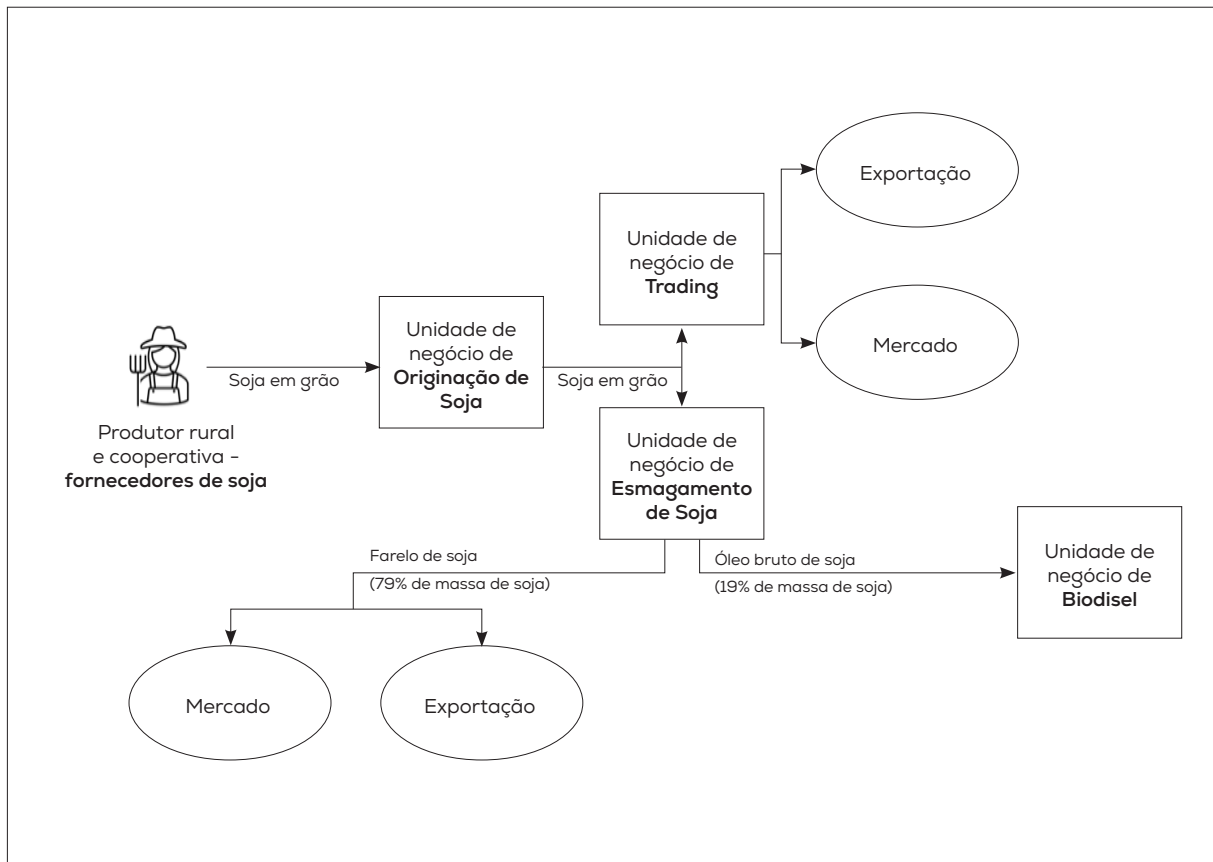 Exportação
Unidade de
negócio de
Trading
Mercado
Unidade de
negócio de
Originação de
Soja
Soja em grão
Soja em grão
Produtor rural
e cooperativa -
fornecedores de soja
Unidade de
negócio de
Esmagamento
de Soja
Farelo de soja
(79% de massa de soja)
Óleo bruto de soja
(19% de massa de soja)
Unidade de
negócio de
Biodisel
Mercado
Exportação